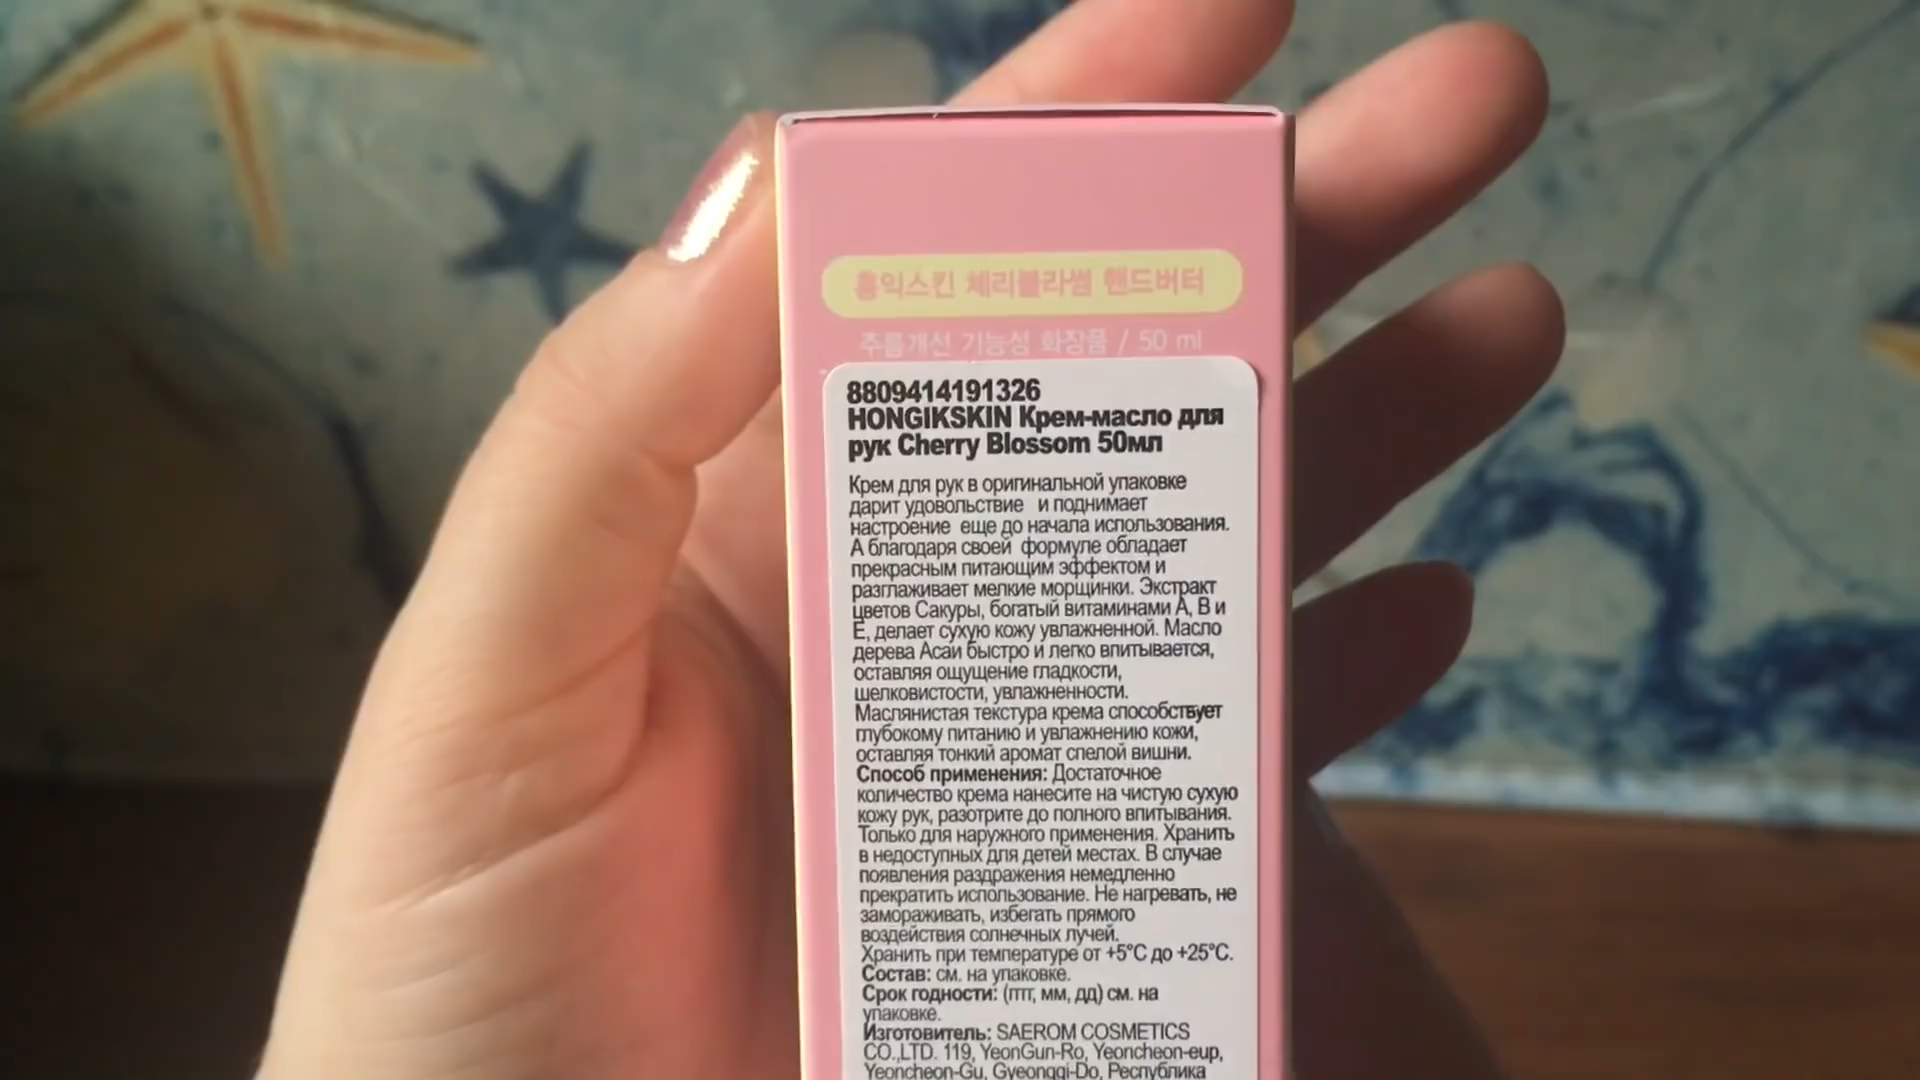 홍익스킨 체리블라썸 핸드버터
주름개선 기능성 화장품 / 50 ml
8809414191326
HONGIKSKIN Крем-масло для
рук Cherry Blossom 50мл
Крем для рук в оригинальной упаковке
дарит удовольствие и поднимает
настроение еще до начала использования.
А благодаря своей формуле обладает
прекрасным питающим эффектом и
разглаживает мелкие морщинки. Экстракт
цветов Сакуры, богатый витаминами А, В и
Е, делает сухую кожу увлажненной. Масло
дерева Асаи быстро и легко впитывается,
оставляя ощущение гладкости,
шелковистости, увлажненности.
Маслянистая текстура крема способствует
глубокому питанию и увлажнению кожи,
оставляя тонкий аромат спелой вишни.
Способ применения: Достаточное
количество крема нанесите на чистую сухую
кожу рук, разотрите до полного впитывания.
Только для наружного применения. Хранить
в недоступных для детей местах. В случае
появления раздражения немедленно
прекратить использование. Не нагревать, не
замораживать, избегать прямого
воздействия солнечных лучей.
Хранить при температуре от +5°С до +25°С.
Состав: см. на упаковке.
Срок годности: (гггг, мм, дд) см. на
упаковке.
Изготовитель: SAEROM COSMETICS
CO.,LTD. 119, YeonGun-Ro, Yeoncheon-eup,
Yeoncheon-Gu, Gyeonggi-Do, Республика